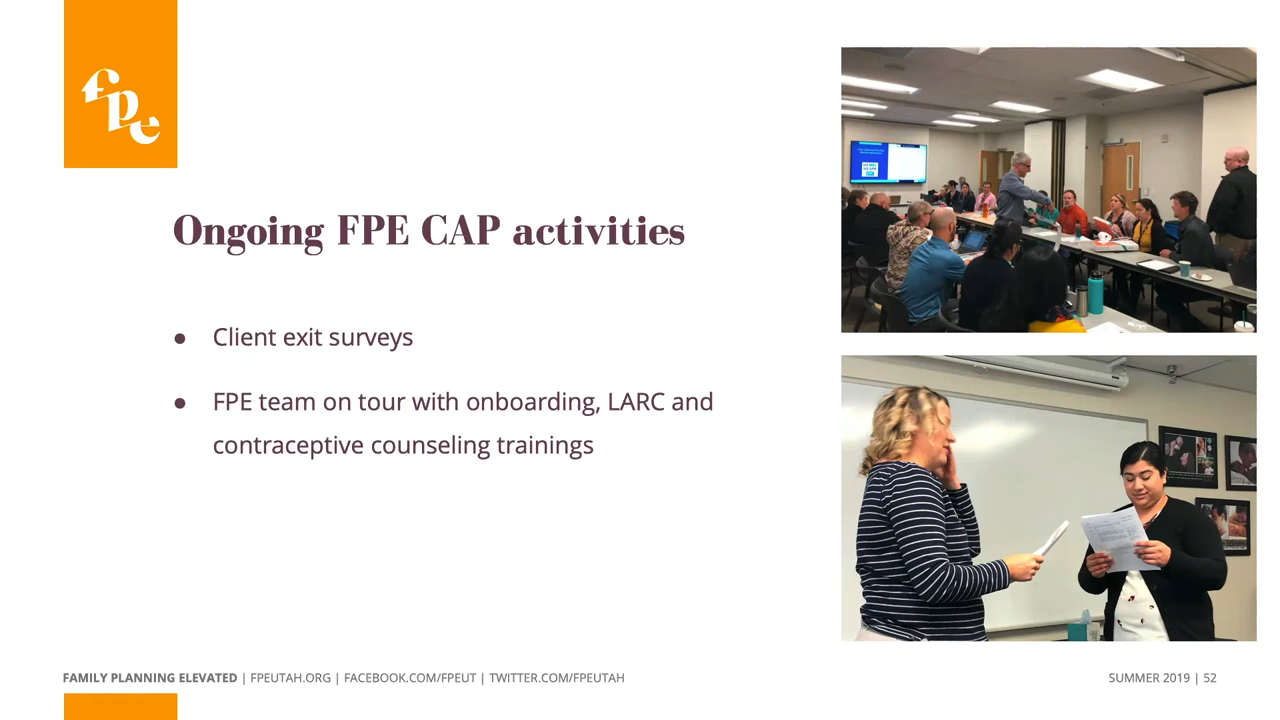 fpe
Ongoing FPE CAP activities
● Client exit surveys
● FPE team on tour with onboarding, LARC and
contraceptive counseling trainings
FAMILY PLANNING ELEVATED | FPEUTAH.ORG | FACEBOOK.COM/FPEUT | TWITTER.COM/FPEUTAH
SUMMER 2019 | 52